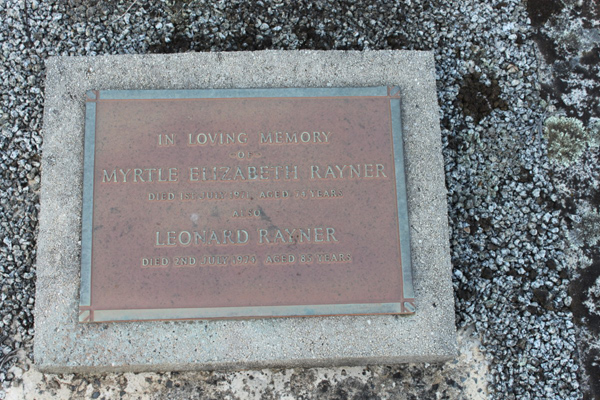 IN LOVING MEMORY
OF
MYRTLE ELIZABETH RAYNER
DIED 1ST JULY AGED YEARS
ALSO
LEONARD RAYNER
DIED 2ND JULY AGED YEARS